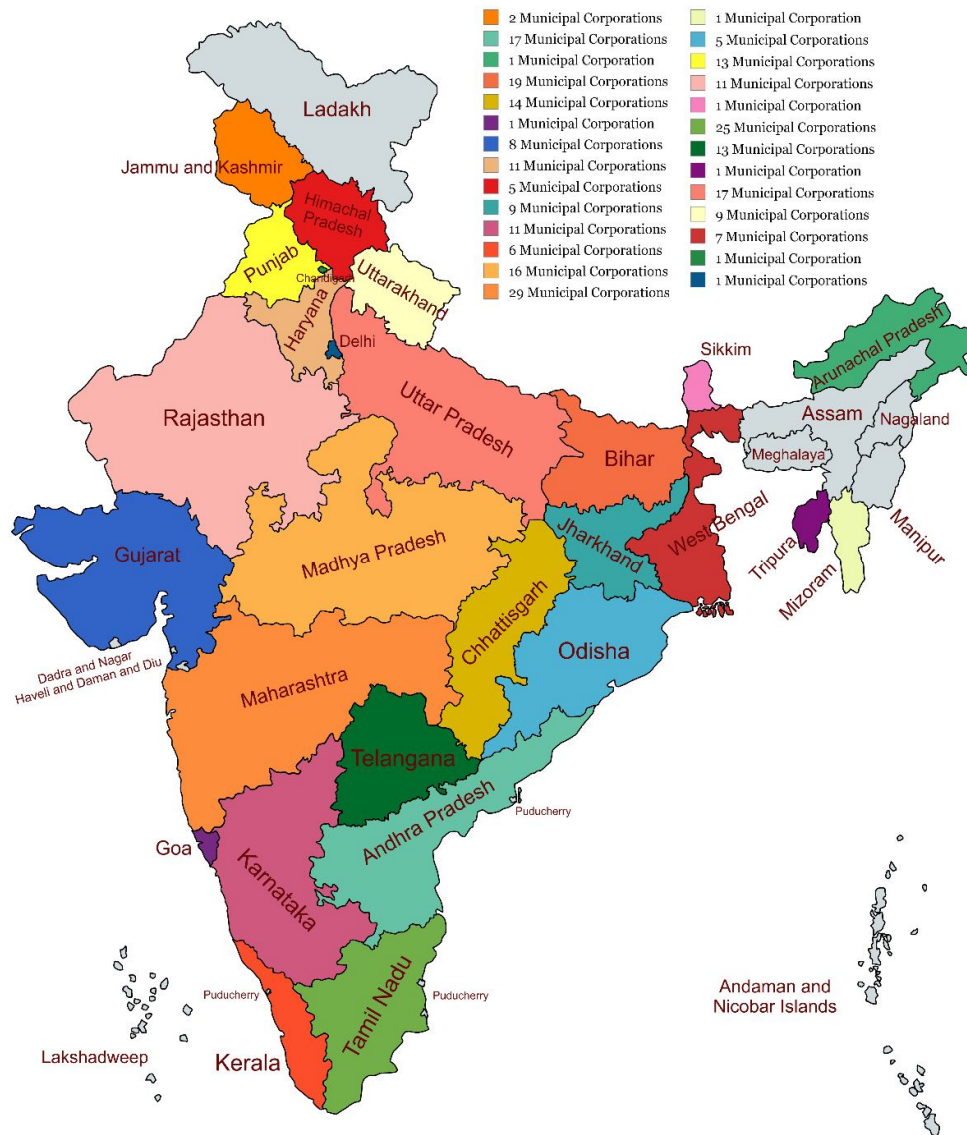 2 Municipal Corporations
17 Municipal Corporations
1 Municipal Corporation
19 Municipal Corporations
14 Municipal Corporations
1 Municipal Corporation
8 Municipal Corporations
11 Municipal Corporations
5 Municipal Corporations
9 Municipal Corporations
11 Municipal Corporations
6 Municipal Corporations
16 Municipal Corporations
29 Municipal Corporations
1 Municipal Corporation
5 Municipal Corporations
13 Municipal Corporations
11 Municipal Corporations
1 Municipal Corporation
25 Municipal Corporations
13 Municipal Corporations
1 Municipal Corporation
17 Municipal Corporations
9 Municipal Corporations
7 Municipal Corporations
1 Municipal Corporation
1 Municipal Corporation
Ladakh
Jammu and Kashmir
Himachal
Pradesh
Punjab
Chandigarh
Uttarakhand
Haryana
Delhi
Sikkim
Arunachal Pradesh
Rajasthan
Uttar Pradesh
Assam
Nagaland
Bihar
Meghalaya
Gujarat
Madhya Pradesh
Jharkhand
West Bengal
Tripura
Mizoram
Manipur
Chhattisgarh
Odisha
Dadra and Nagar
Haveli and Daman and Diu
Maharashtra
Telangana
Andhra Pradesh
Puducherry
Goa
Karnataka
Puducherry
Tamil Nadu
Puducherry
Andaman and
Nicobar Islands
Lakshadweep
Kerala